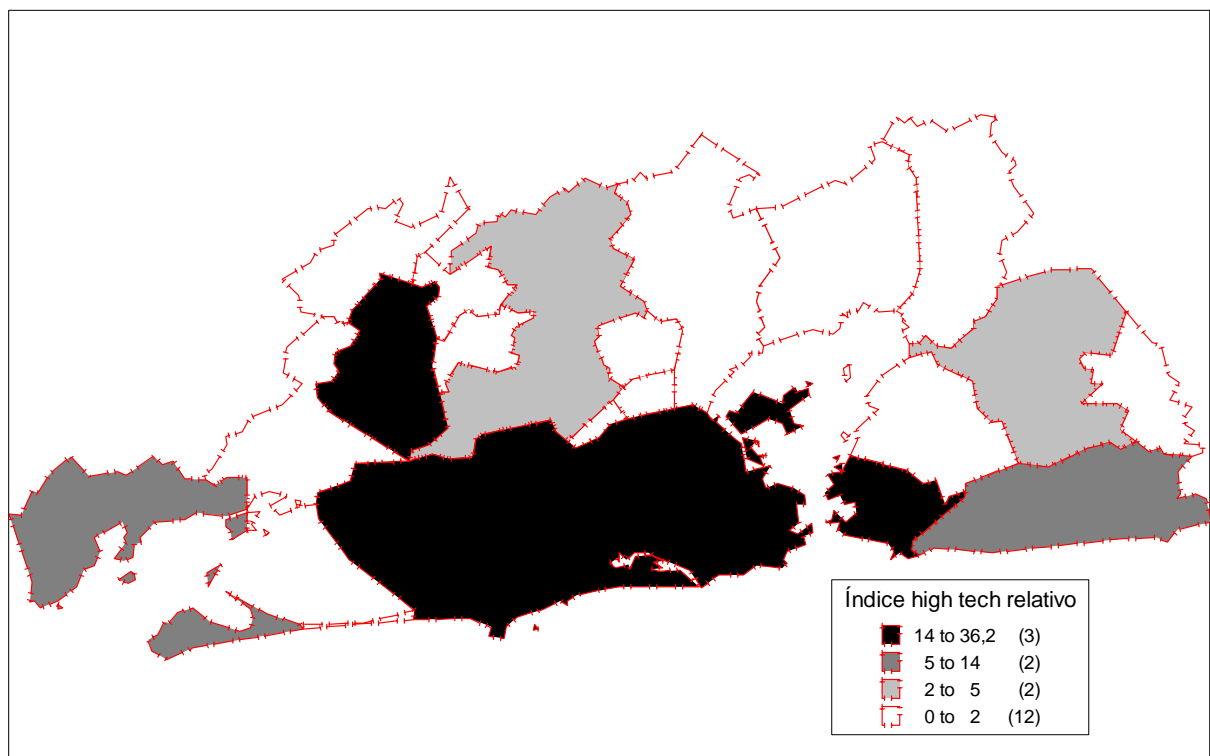 Índice high tech relativo
14 to 36,2 (3)
5 to 14 (2)
2 to 5 (2)
0 to 2 (12)